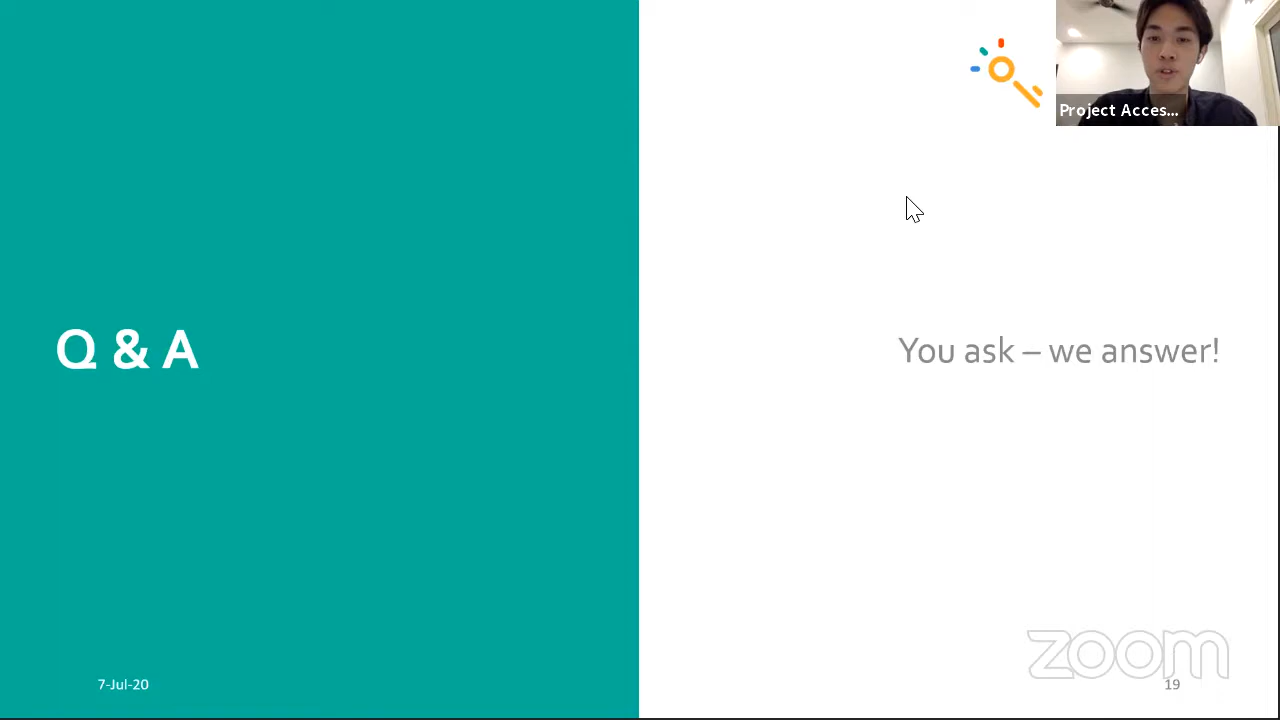 Project Acces...
Q & A
You ask – we answer!
zoom
7-Jul-20
19